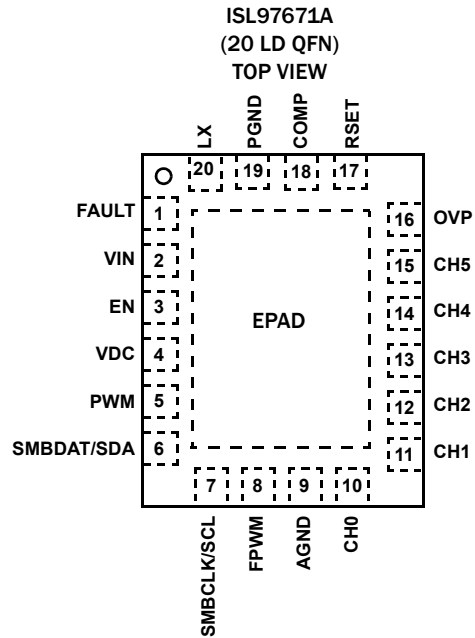 ISL97671A
(20 LD QFN)
TOP VIEW
LX
PGND
COMP
RSET
20
19
18
17
FAULT 1
VIN 2
EN 3
VDC 4
PWM 5
SMBDAT/SDA 6
EPAD
16 OVP
15 CH5
14 CH4
13 CH3
12 CH2
11 CH1
7
8
9
10
SMBCLK/SCL
FPWM
AGND
CH0